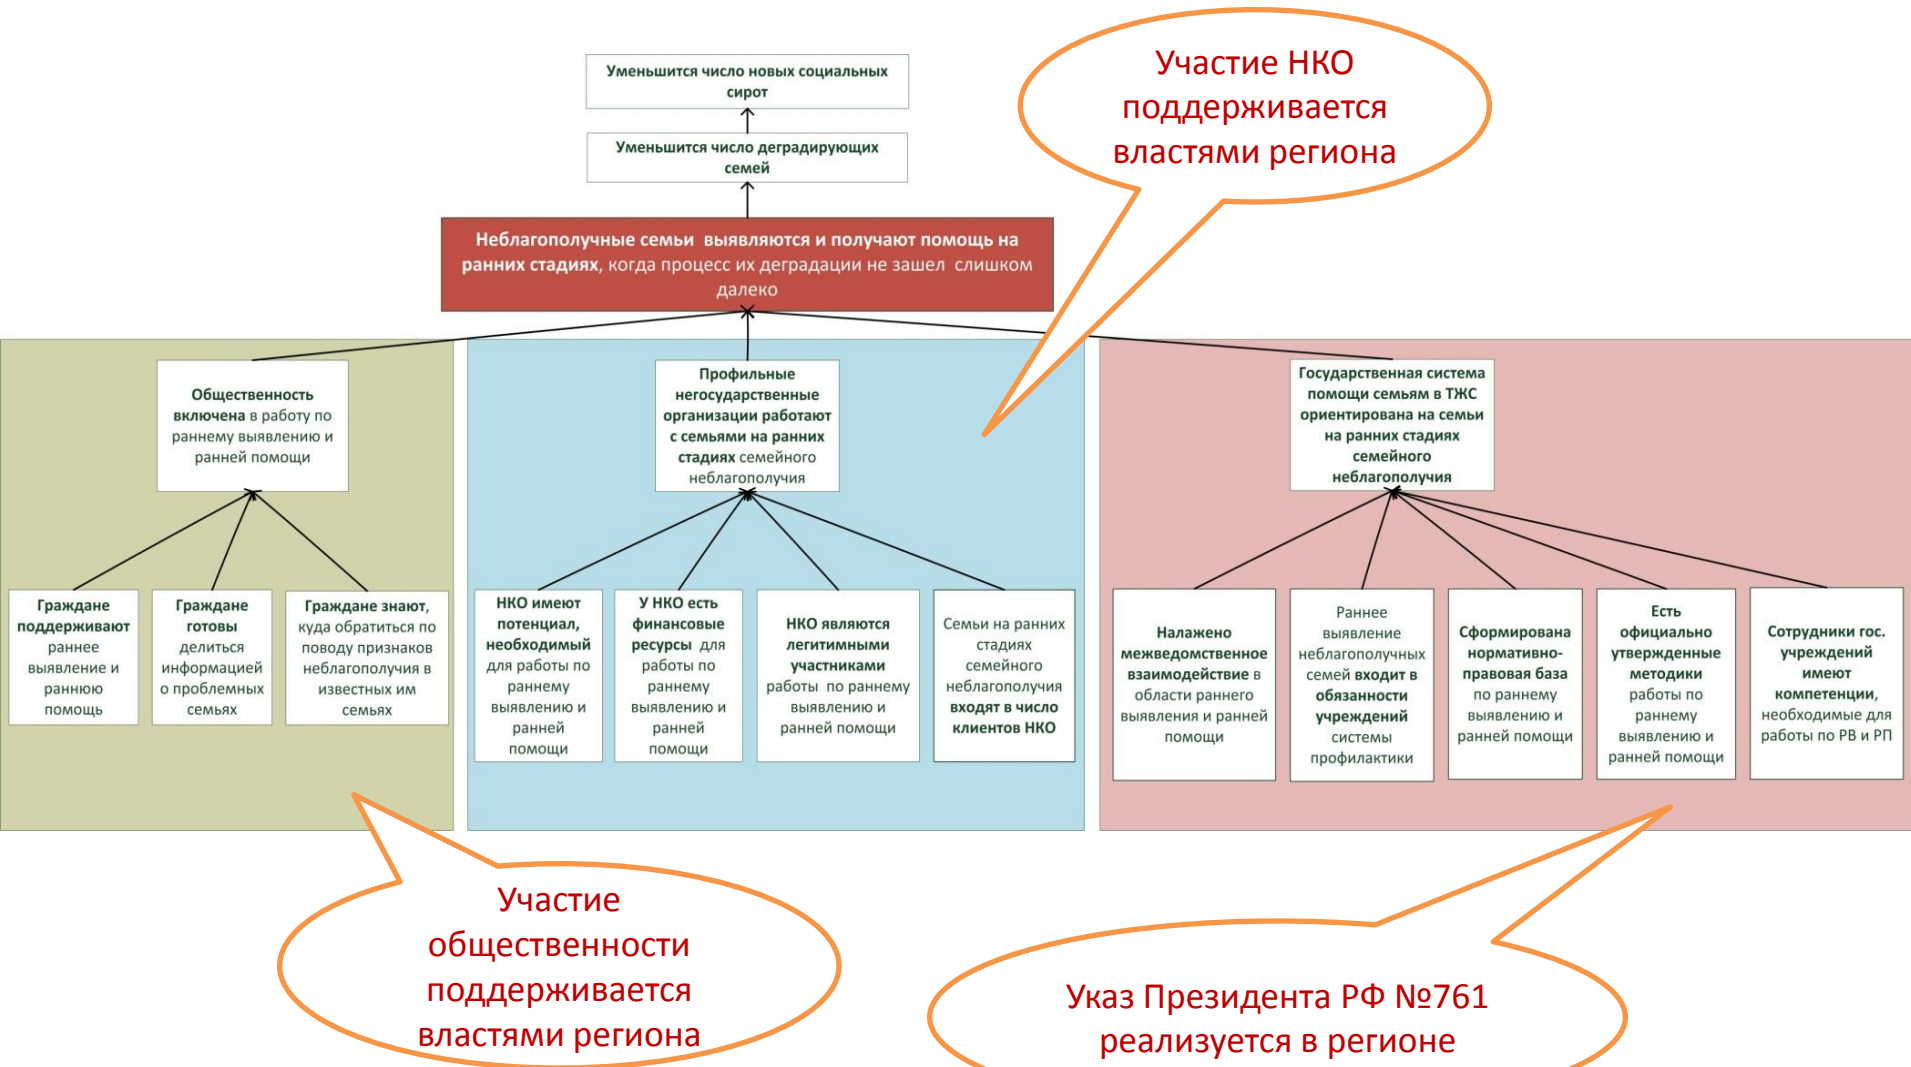 Уменьшится число новых социальных
сирот
Уменьшится число деградирующих
семей
Неблагополучные семьи выявляются и получают помощь на
ранних стадиях, когда процесс их деградации не зашел слишком
далеко
Участие НКО
поддерживается
властями региона
Общественность
включена в работу по
раннему выявлению и
ранней помощи
Профильные
негосударственные
организации работают
с семьями на ранних
стадиях семейного
неблагополучия
Государственная система
помощи семьям в ТЖС
ориентирована на семьи
на ранних стадиях
семейного
неблагополучия
Граждане
поддерживают
раннее
выявление и
раннюю
помощь
Граждане
готовы
делиться
информацией
о проблемных
семьях
Граждане знают,
куда обратиться по
поводу признаков
неблагополучия в
известных им
семьях
НКО имеют
потенциал,
необходимый
для работы по
раннему
выявлению и
ранней
помощи
У НКО есть
финансовые
ресурсы для
работы по
раннему
выявлению и
ранней
помощи
НКО являются
легитимными
участниками
работы по раннему
выявлению и
ранней помощи
Семьи на ранних
стадиях
семейного
неблагополучия
входят в число
клиентов НКО
Налажено
межведомственное
взаимодействие в
области раннего
выявления и ранней
помощи
Раннее
выявление
неблагополучных
семей входит в
обязанности
учреждений
системы
профилактики
Сформирована
нормативно-
правовая база
по раннему
выявлению и
ранней помощи
Есть
официально
утвержденные
методики
работы по
раннему
выявлению и
ранней помощи
Сотрудники гос.
учреждений
имеют
компетенции,
необходимые для
работы по РВ и РП
Участие
общественности
поддерживается
властями региона
Указ Президента РФ №761
реализуется в регионе